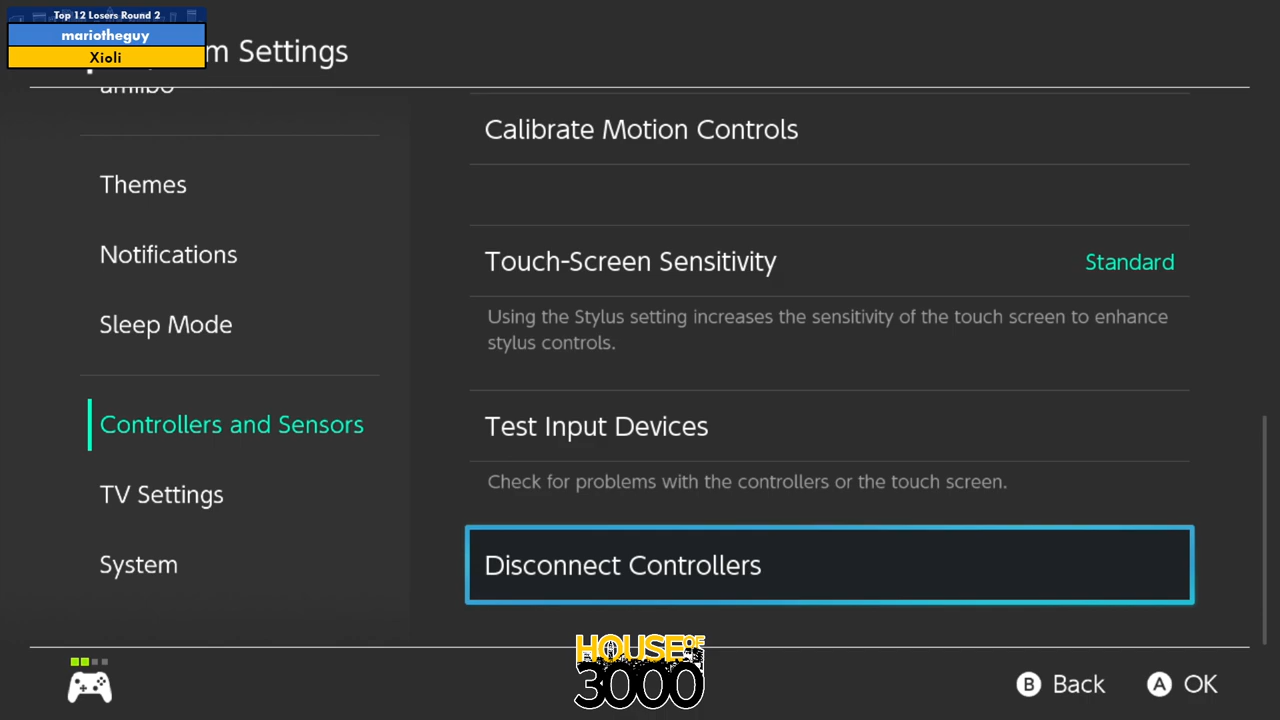 Top 12 Losers Round 2
mariotheguy
Xioli
m Settings
amiibo
Themes
Notifications
Sleep Mode
Controllers and Sensors
TV Settings
System
Calibrate Motion Controls
Touch-Screen Sensitivity Standard
Using the Stylus setting increases the sensitivity of the touch screen to enhance
stylus controls.
Test Input Devices
Check for problems with the controllers or the touch screen.
Disconnect Controllers
HOUSE OF
3000
B Back A OK